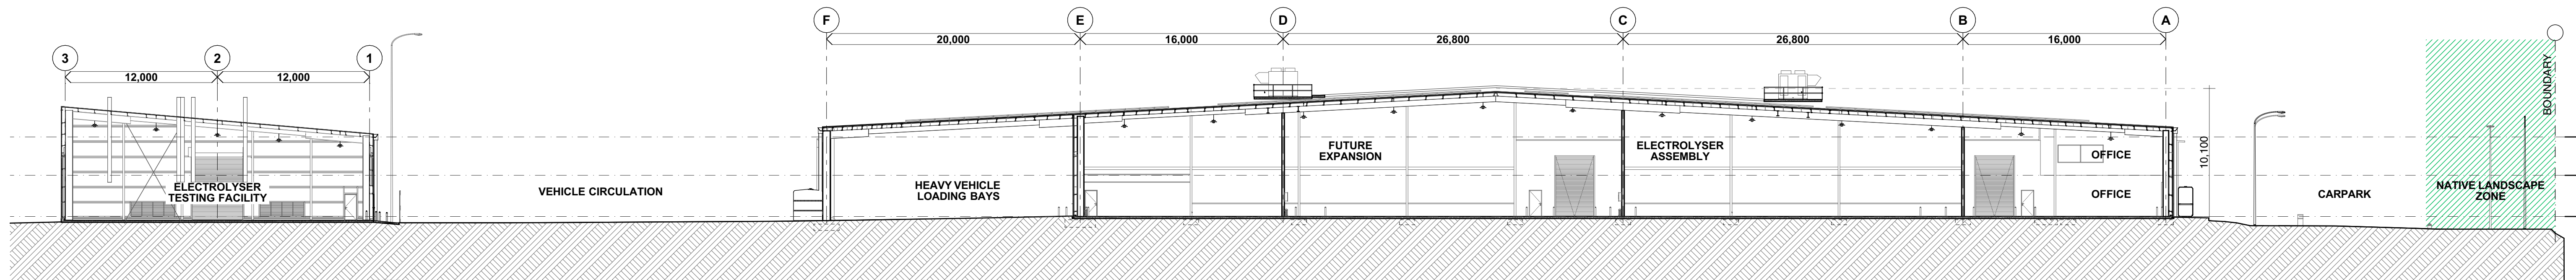 F
E
D
C
B
A
20,000
16,000
26,800
26,800
16,000
3
2
1
12,000
12,000
BOUNDARY
10,100
ELECTROLYSER
TESTING FACILITY
VEHICLE CIRCULATION
HEAVY VEHICLE
LOADING BAYS
FUTURE
EXPANSION
ELECTROLYSER
ASSEMBLY
OFFICE
OFFICE
CARPARK
NATIVE LANDSCAPE
ZONE